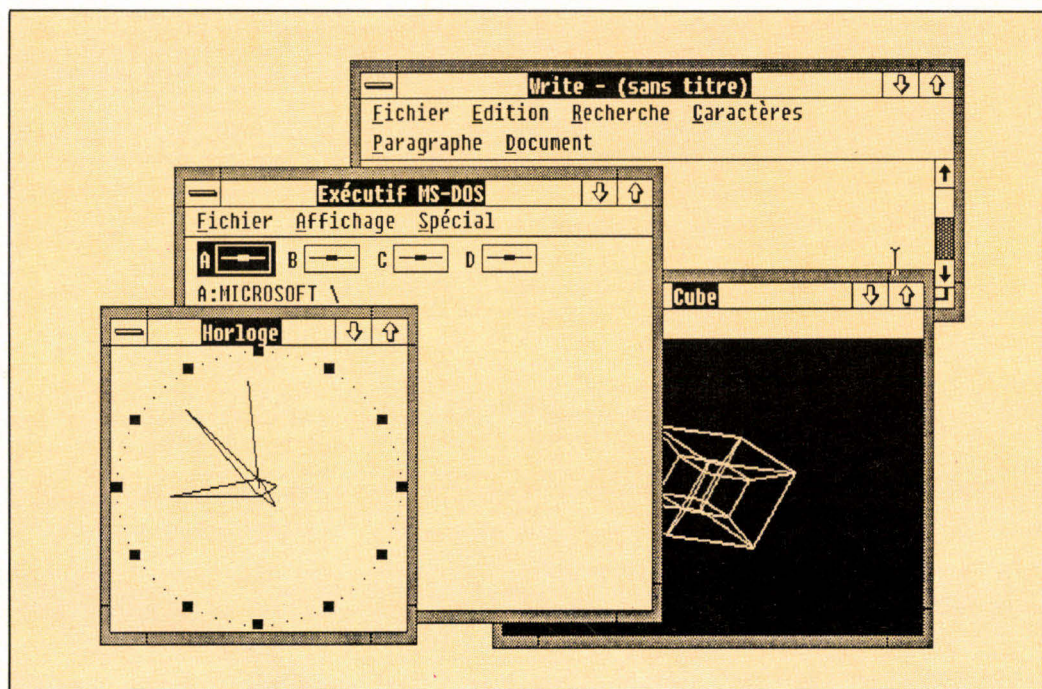 Write - (sans titre)
Fichier Edition Recherche Caractères
Paragraphe Document
Exécutif MS-DOS
Fichier Affichage Spécial
A B C D
A:MICROSOFT \
Cube
Horloge